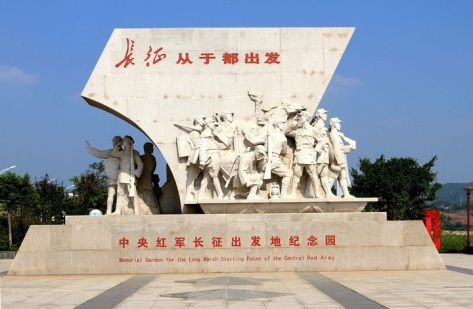 长征从于都出发
中央红军长征出发地纪念园
Memorial Garden for the Long March Starting Point of the Central Red Army